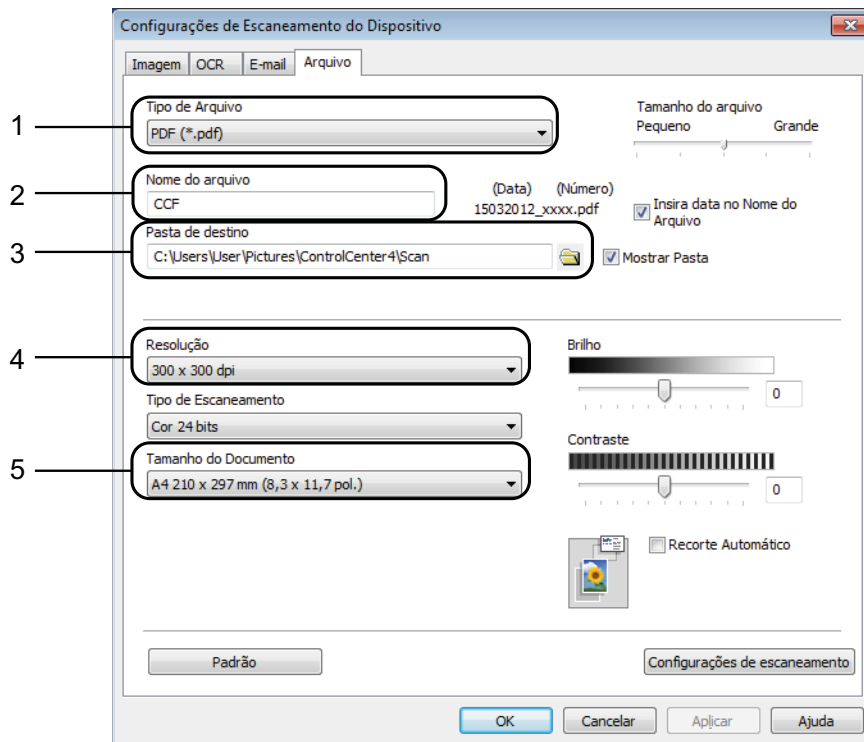 Configurações de Escaneamento do Dispositivo
Imagem OCR E-mail Arquivo
1
Tipo de Arquivo
PDF (*.pdf)
Tamanho do arquivo
Pequeno Grande
2
Nome do arquivo
CCF
(Data) (Número)
15032012_xxxx.pdf
Insira data no Nome do
Arquivo
3
Pasta de destino
C:\Users\User\Pictures\ControlCenter4\Scan
Mostrar Pasta
4
Resolução
300 x 300 dpi
Brilho
0
Tipo de Escaneamento
Cor 24 bits
5
Tamanho do Documento
A4 210 x 297 mm (8,3 x 11,7 pol.)
Contraste
0
Recorte Automático
Padrão
Configurações de escaneamento
OK Cancelar Aplicar Ajuda